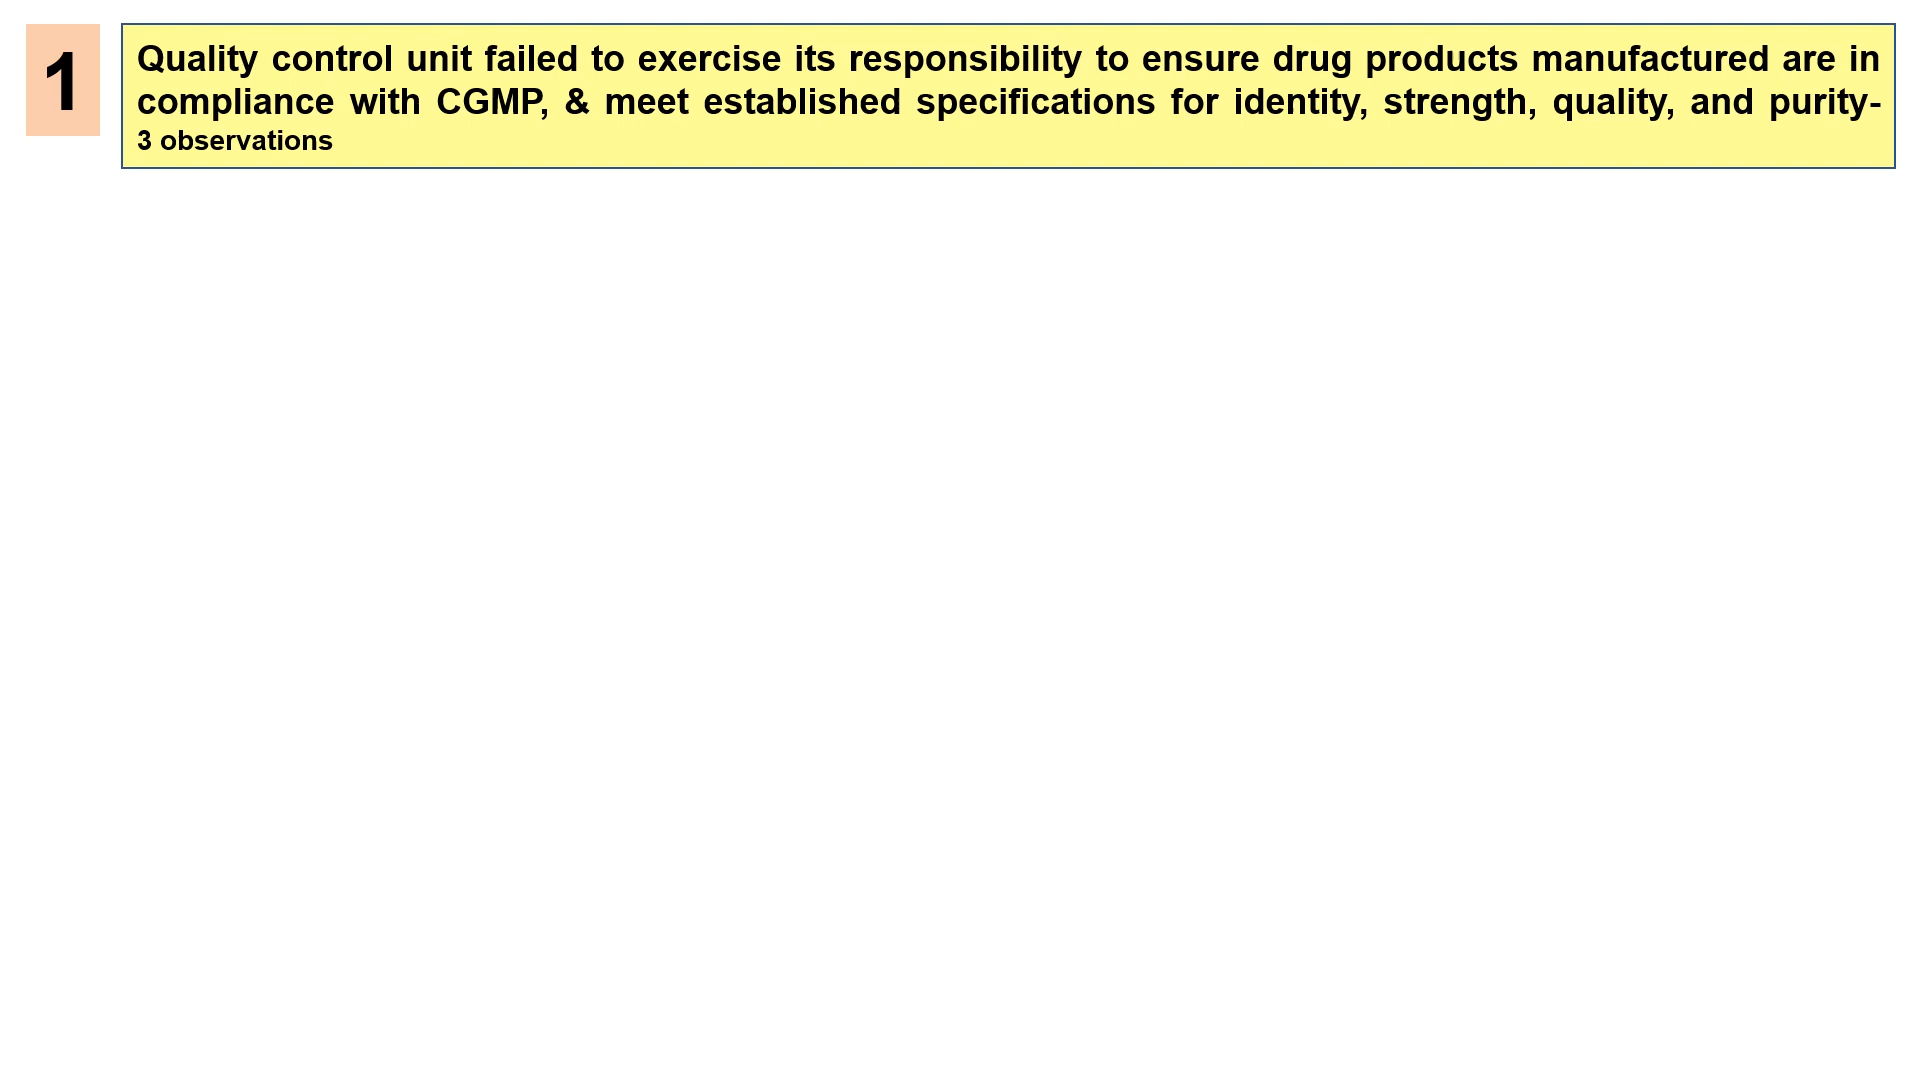 1
Quality control unit failed to exercise its responsibility to ensure drug products manufactured are in
compliance with CGMP, & meet established specifications for identity, strength, quality, and purity-
3 observations